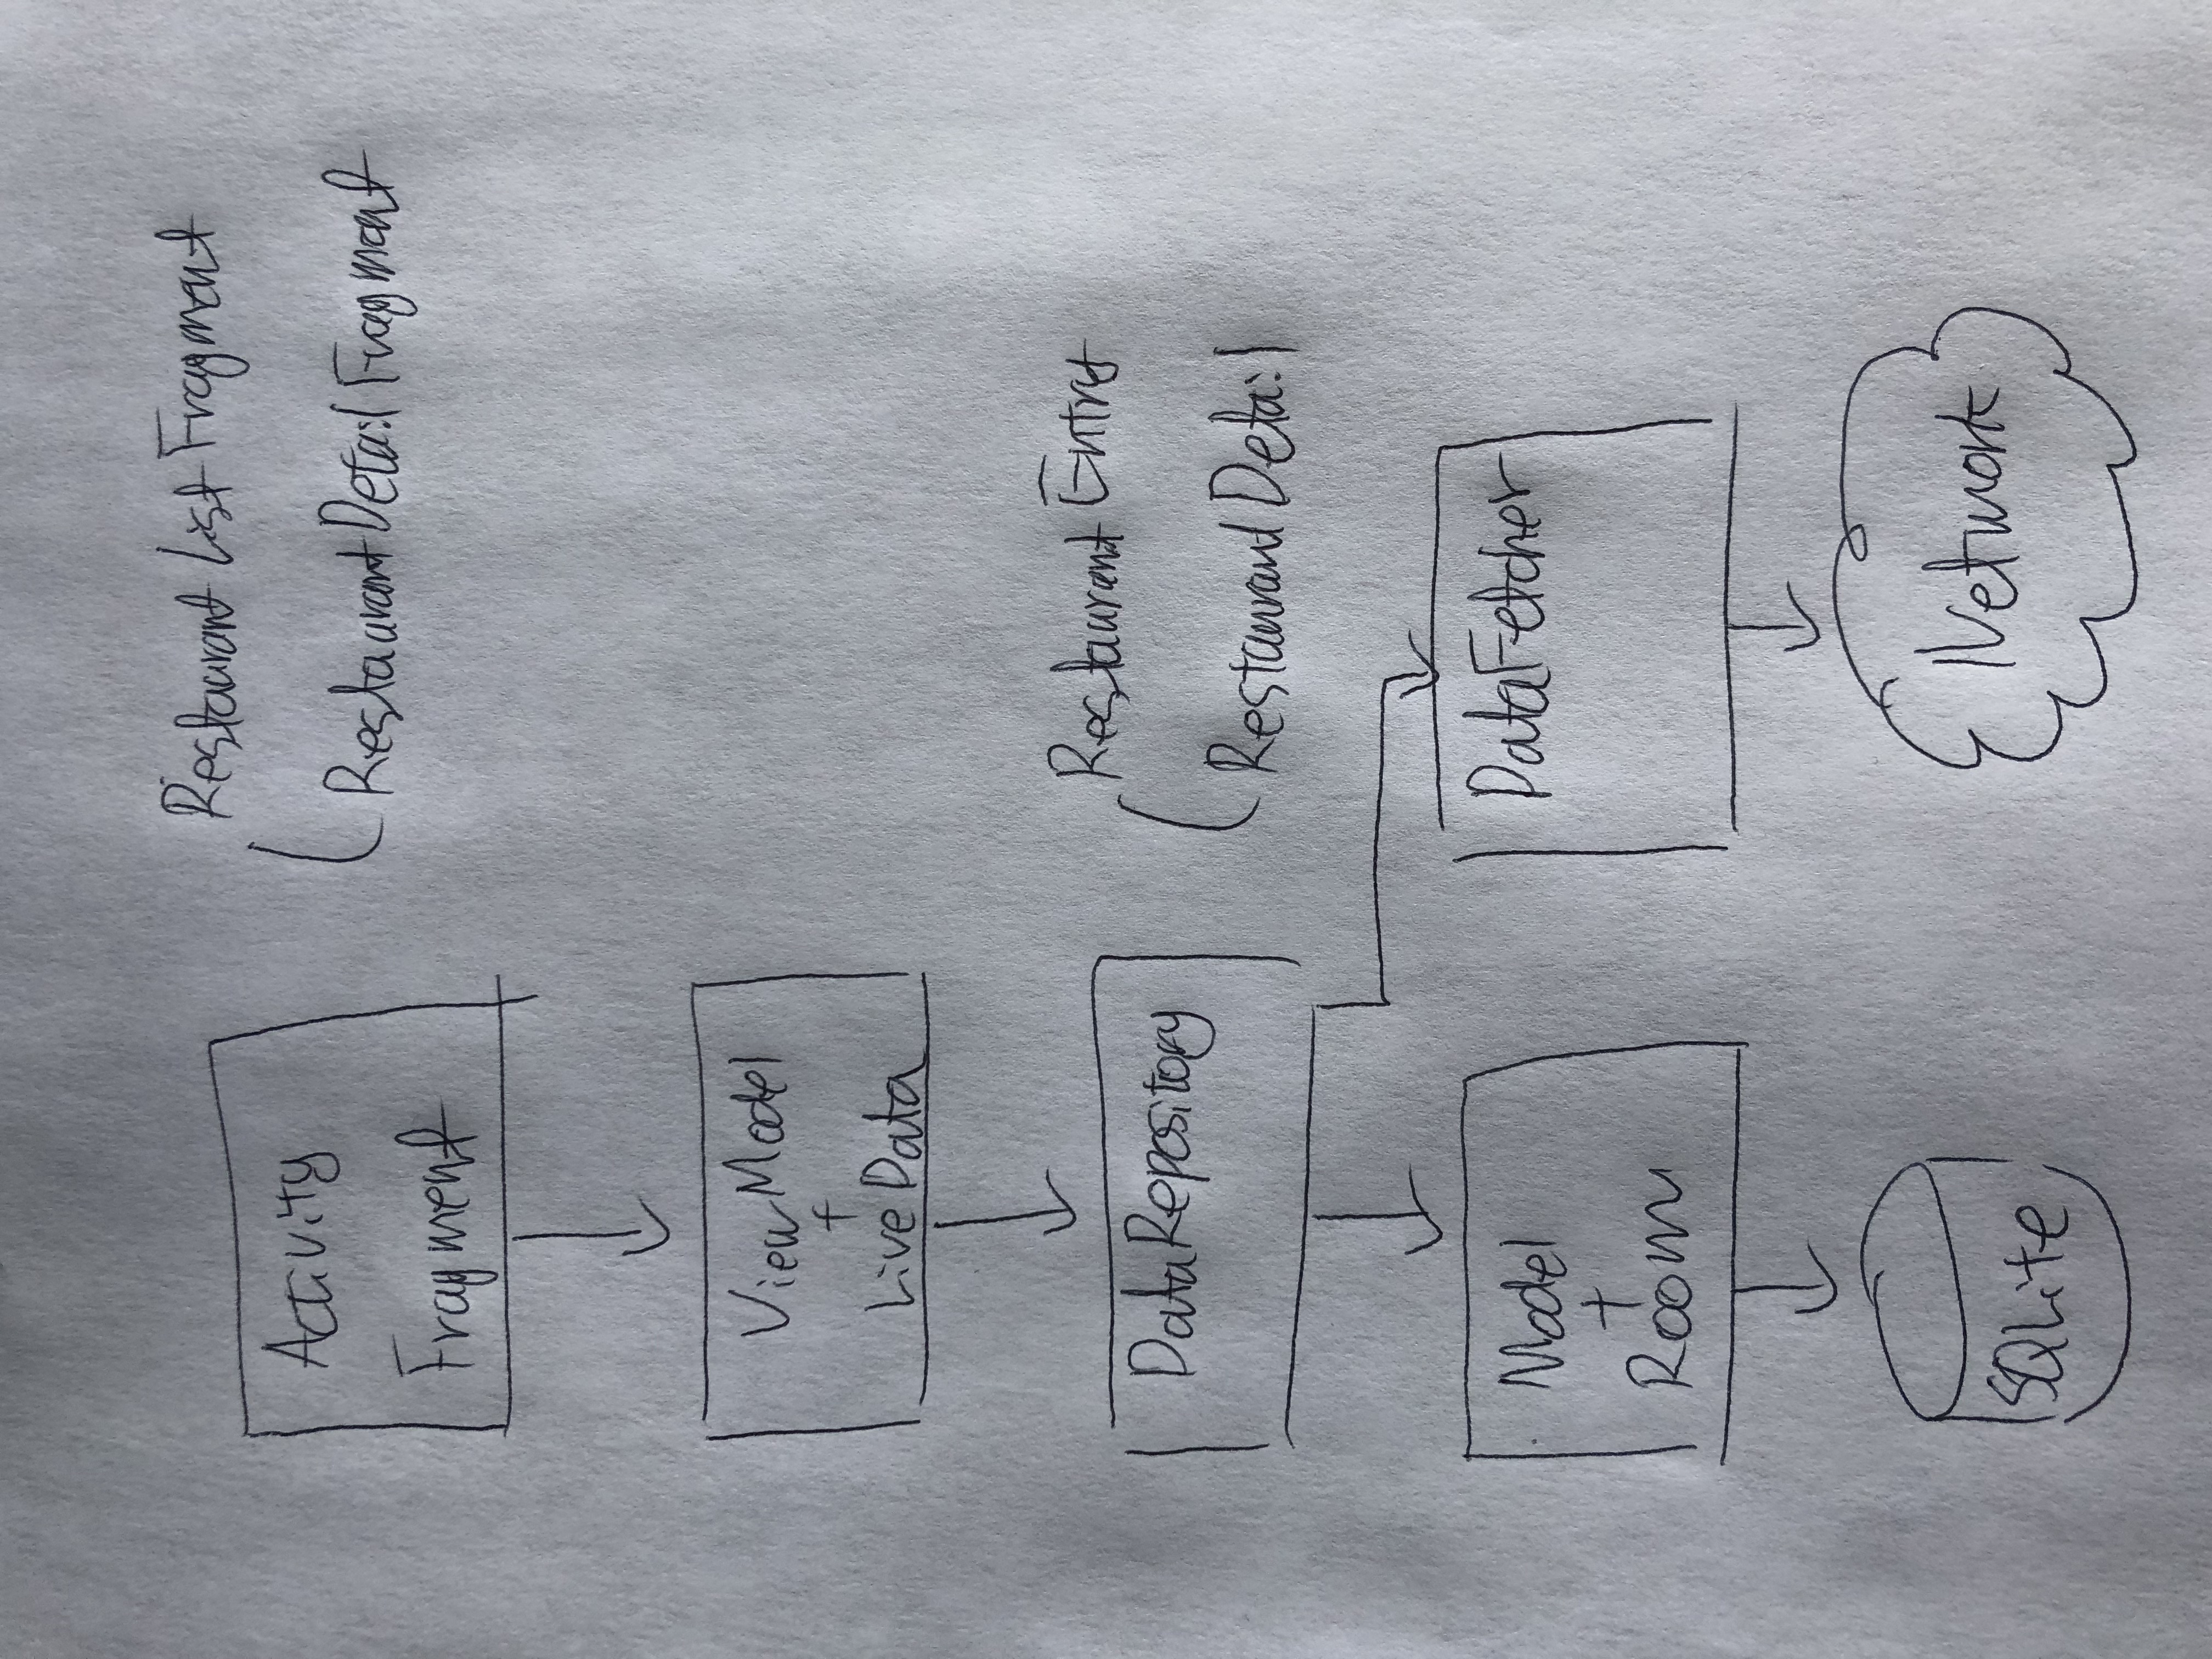 Restaurant List Fragment
Activity
Restaurant Detail Fragment
Fragment
ViewModel
+
LiveData
Restaurant Entry
DataRepository
Restaurant Detail
Model
+
Room
DataFetcher
SQLite
Network